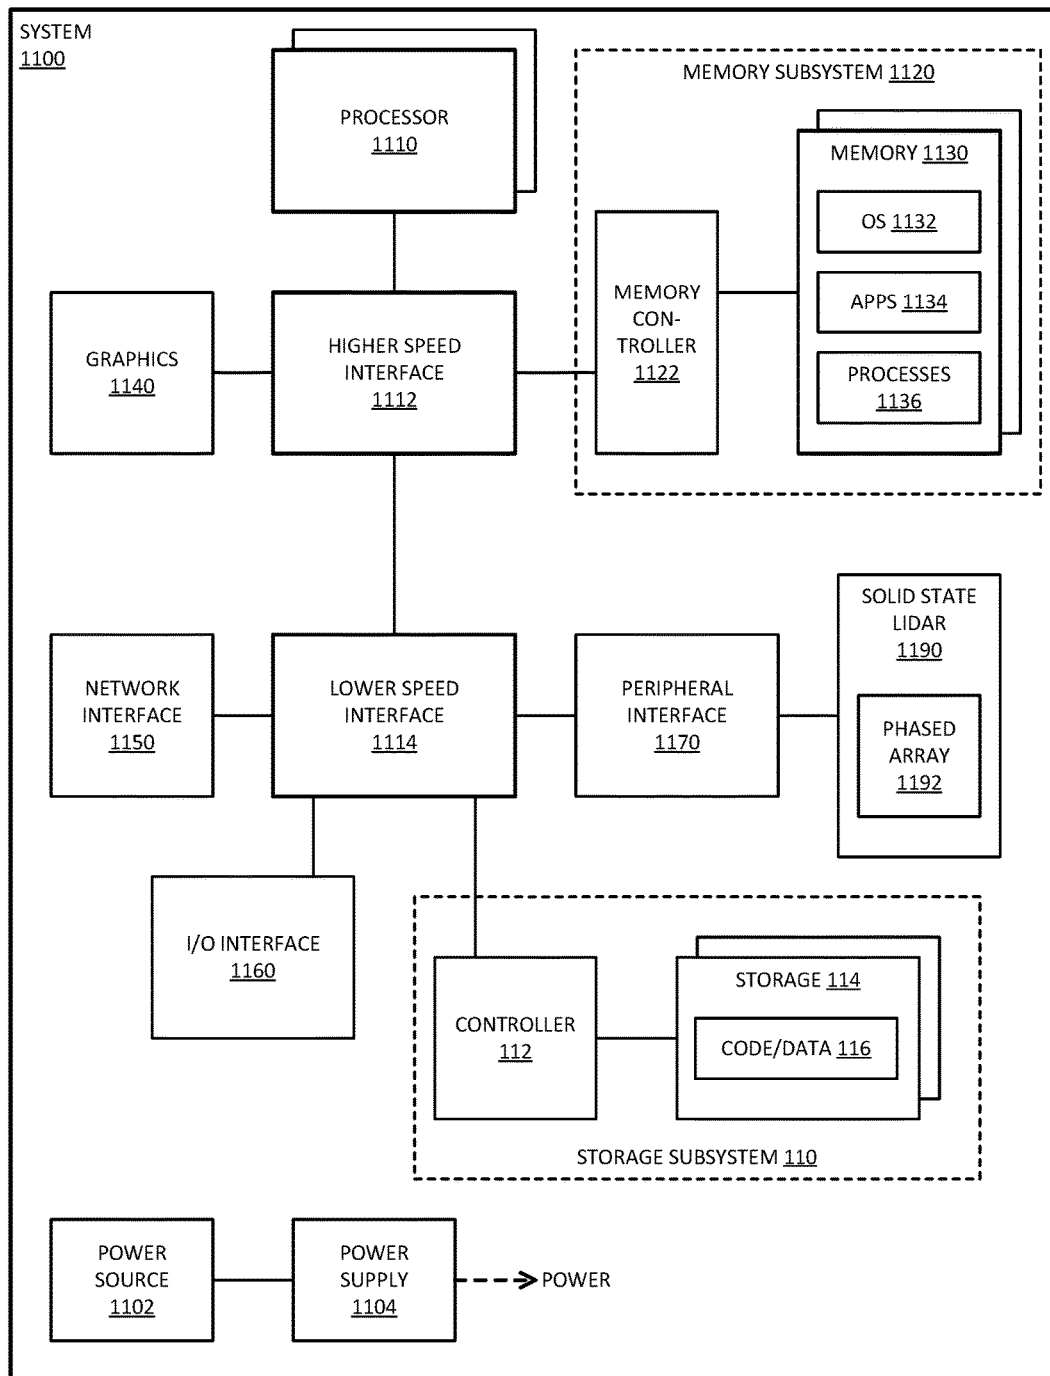 SYSTEM
1100
PROCESSOR
1110
MEMORY SUBSYSTEM 1120
MEMORY 1130
OS 1132
APPS 1134
PROCESSES
1136
MEMORY
CON-
TROLLER
1122
GRAPHICS
1140
HIGHER SPEED
INTERFACE
1112
NETWORK
INTERFACE
1150
LOWER SPEED
INTERFACE
1114
PERIPHERAL
INTERFACE
1170
SOLID STATE
LIDAR
1190
PHASED
ARRAY
1192
I/O INTERFACE
1160
CONTROLLER
112
STORAGE 114
CODE/DATA 116
STORAGE SUBSYSTEM 110
POWER
SOURCE
1102
POWER
SUPPLY
1104
POWER